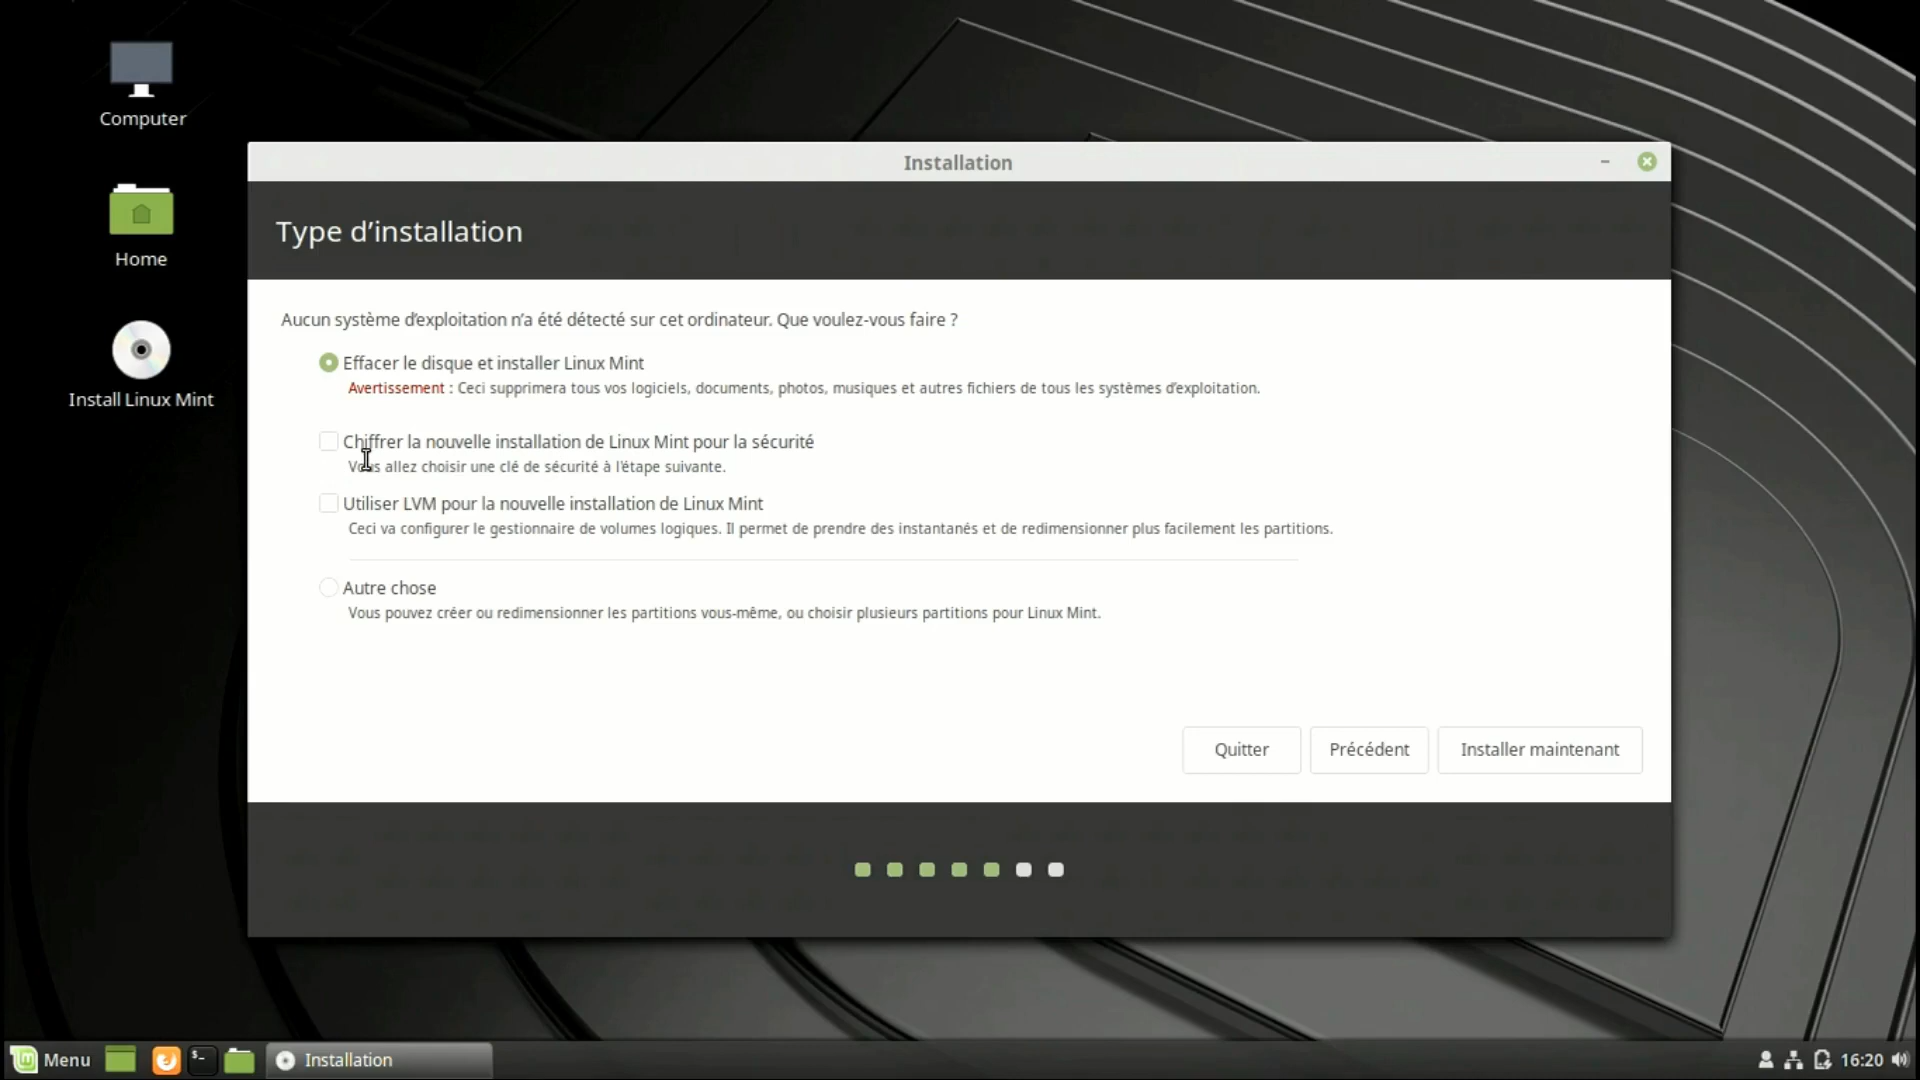 Computer
Home
Install Linux Mint
Installation
Type d’installation
Aucun système d’exploitation n’a été détecté sur cet ordinateur. Que voulez-vous faire ?
Effacer le disque et installer Linux Mint
Avertissement : Ceci supprimera tous vos logiciels, documents, photos, musiques et autres fichiers de tous les systèmes d’exploitation.
Chiffrer la nouvelle installation de Linux Mint pour la sécurité
Vous allez choisir une clé de sécurité à l’étape suivante.
Utiliser LVM pour la nouvelle installation de Linux Mint
Ceci va configurer le gestionnaire de volumes logiques. Il permet de prendre des instantanés et de redimensionner plus facilement les partitions.
Autre chose
Vous pouvez créer ou redimensionner les partitions vous-même, ou choisir plusieurs partitions pour Linux Mint.
Quitter
Précédent
Installer maintenant
Menu
$-
Installation
16:20